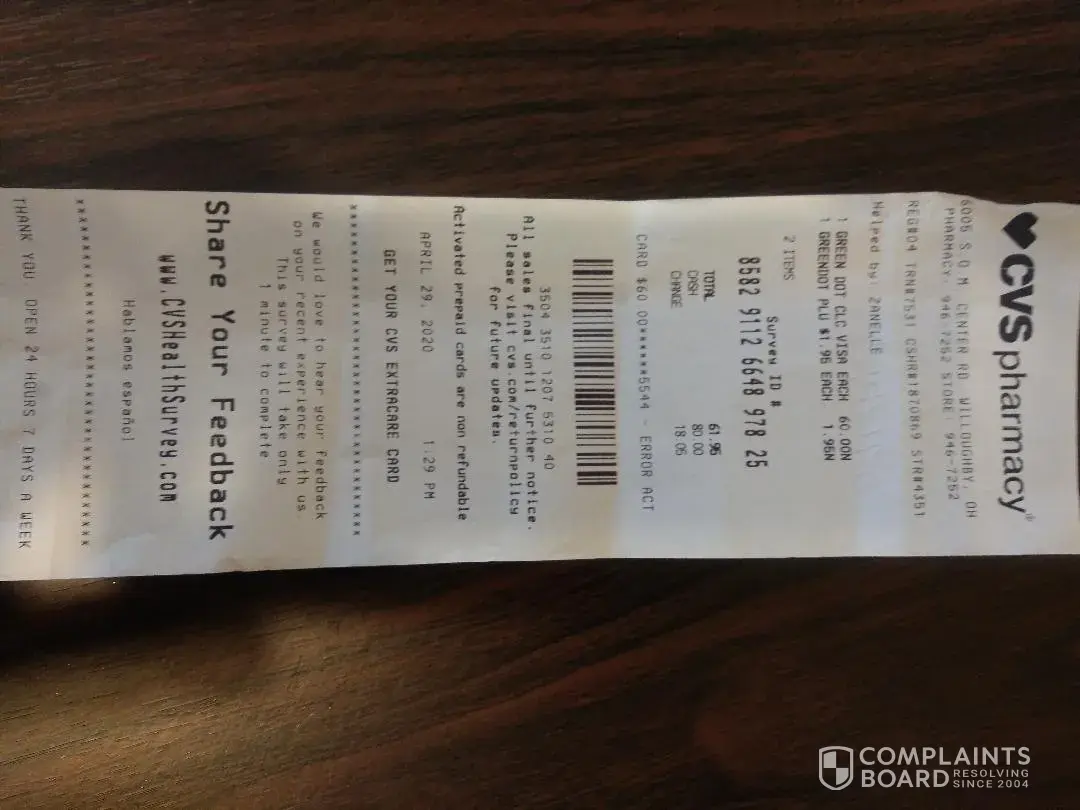 CVS pharmacy
6005 S O M CENTER RD WILLOUGHBY, OH
PHARMACY: 946-7252 STORE: 946-7252
REG#04 TRN#7531 CSHR#1870869 STR#4351
Helped by: ZANELLE
1 GREEN DOT CLC VISA EACH 60.00N
1 GREENDOT PLU $1.95 EACH 1.95N
2 ITEMS
Survey ID #
8582 9112 6648 978 25
TOTAL 61.95
CASH 80.00
CHANGE 18.05
CARD $60 00******5544 - ERROR ACT
3504 3510 1207 5310 40
All sales final until further notice.
Please visit cvs.com/returnpolicy
for future updates.
Activated prepaid cards are non refundable
APRIL 29, 2020 1:29 PM
GET YOUR CVS EXTRACARE CARD
We would love to hear your feedback
on your recent experience with us.
This survey will take only
1 minute to complete
Share Your Feedback
www.CVSHealthSurvey.com
Hablamos español
THANK YOU OPEN 24 HOURS 7 DAYS A WEEK
COMPLAINTS
BOARD RESOLVING
SINCE 2004